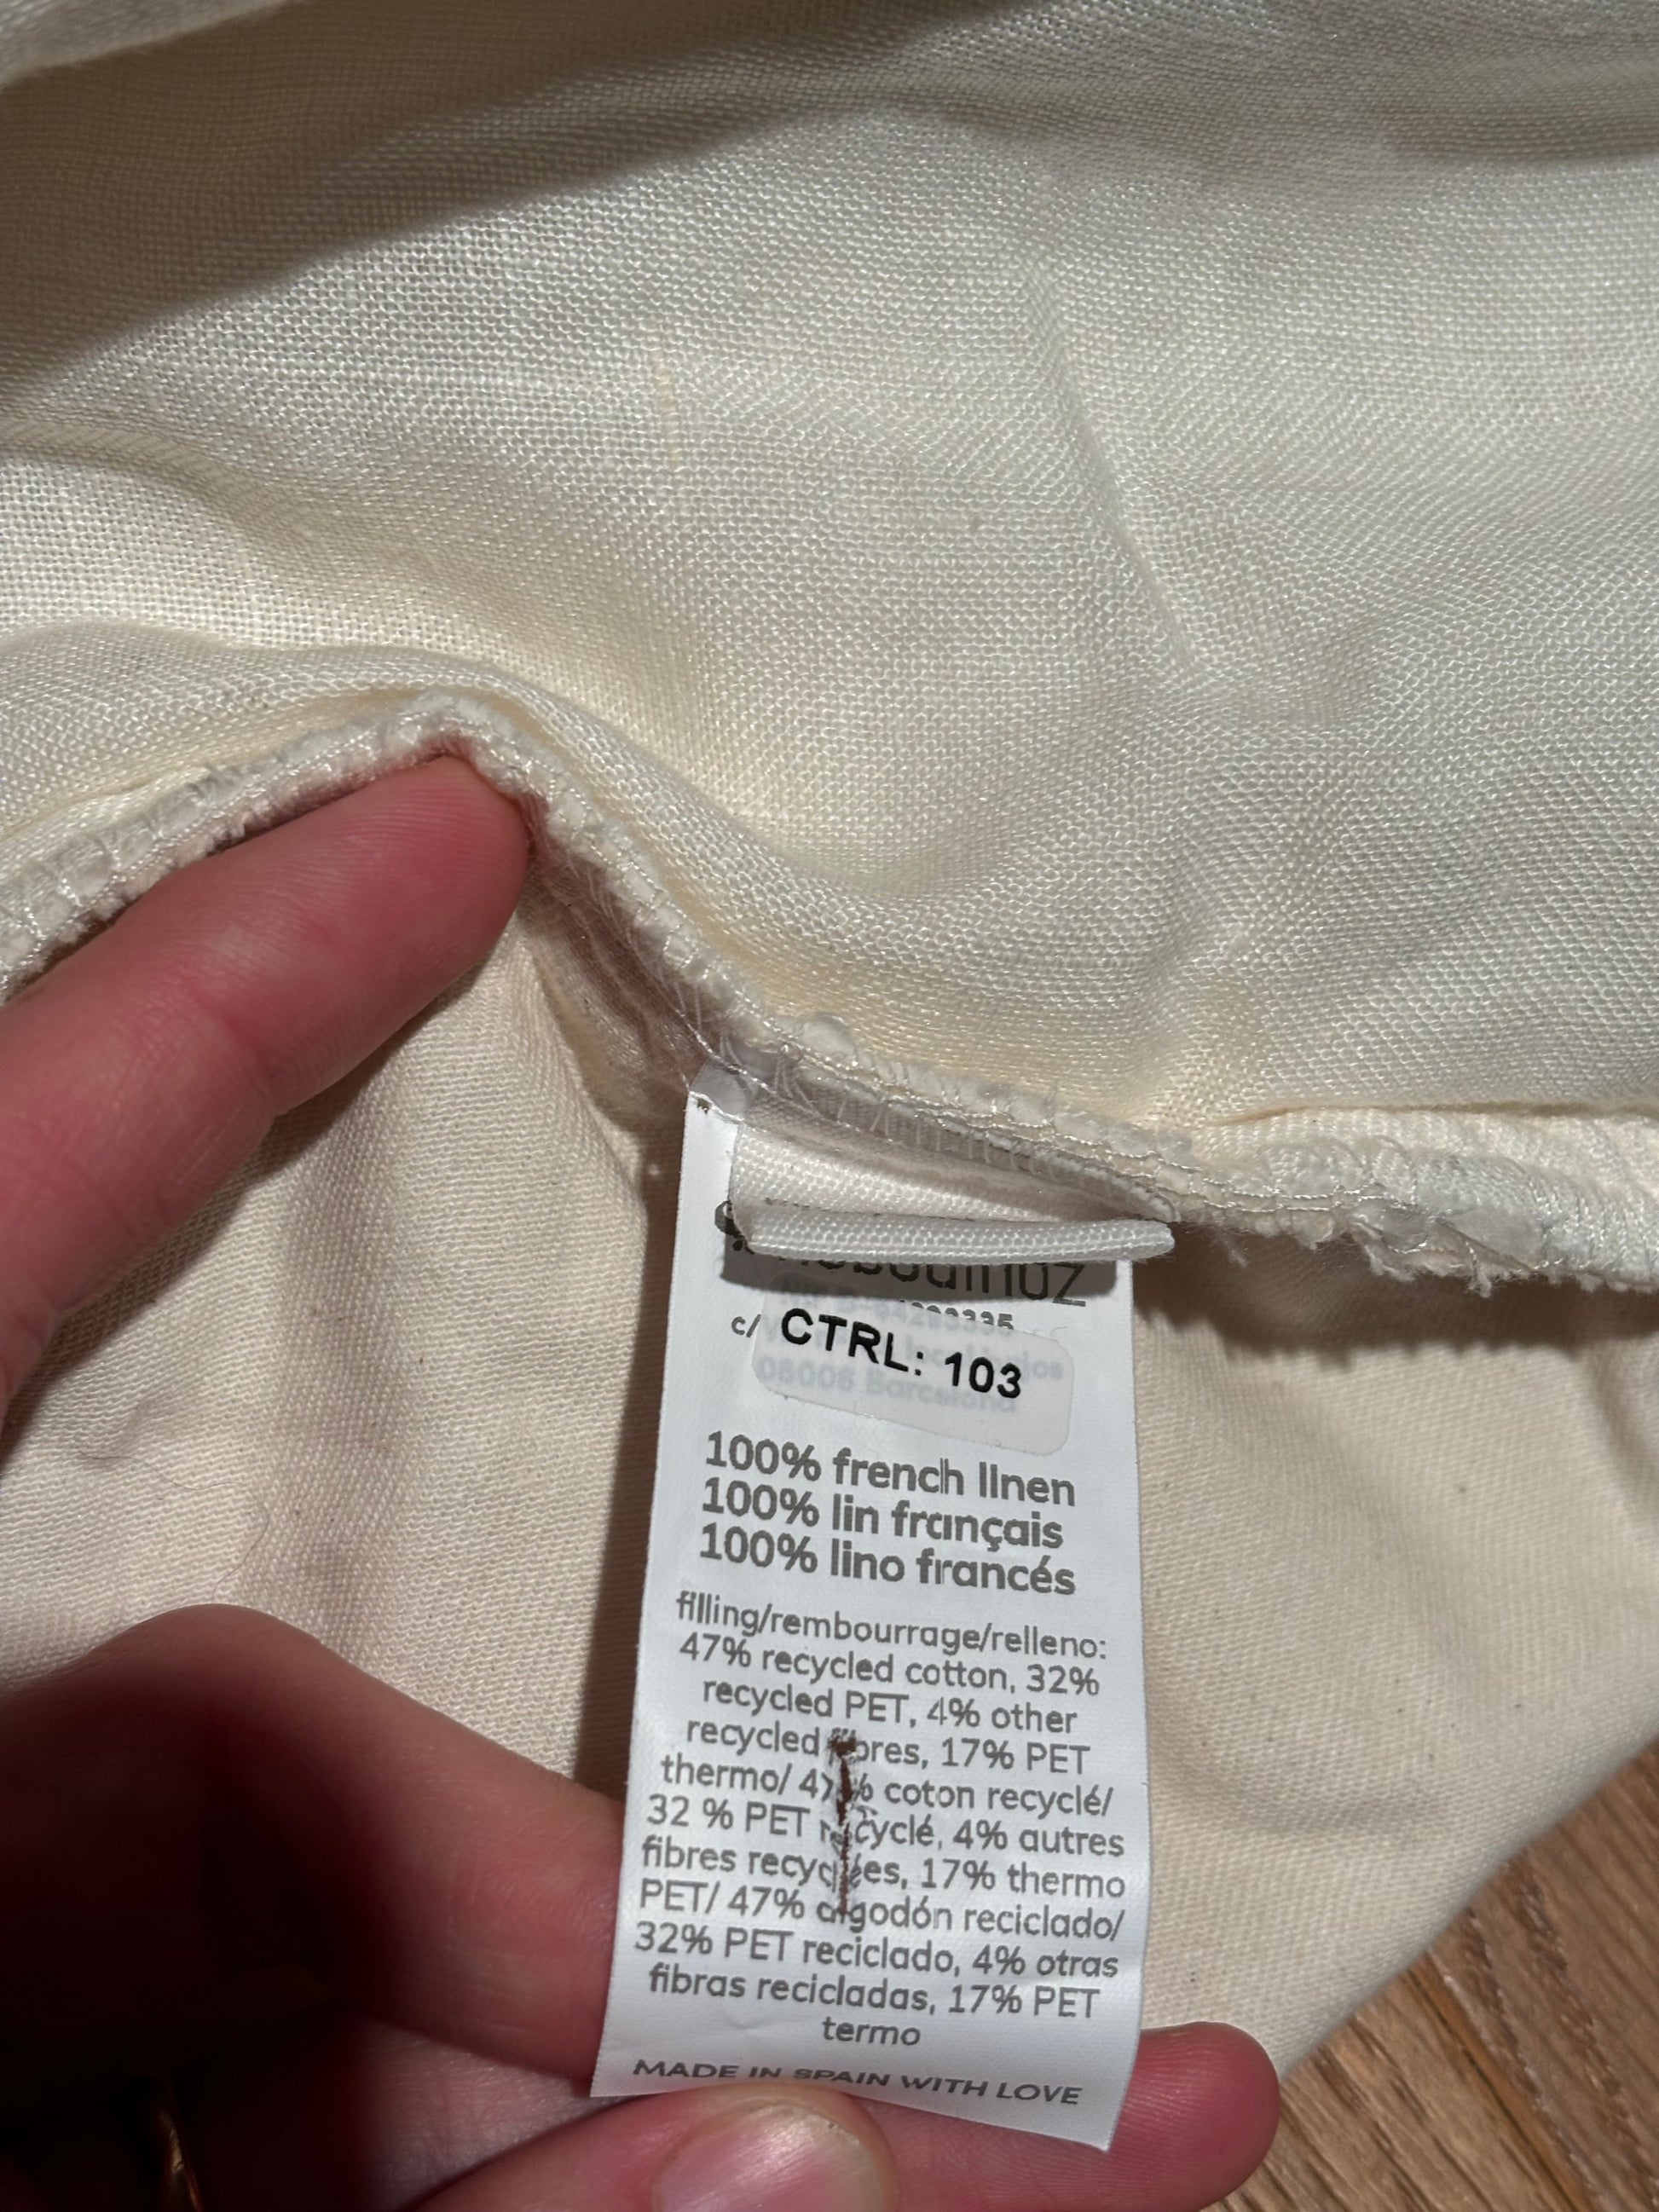 c/
CTRL: 103
08006 Barcelona
100% french linen
100% lin français
100% lino francés
filling/rembourrage/relleno:
47% recycled cotton, 32%
recycled PET, 4% other
recycled fibres, 17% PET
thermo/ 47% coton recyclé/
32 % PET recyclé, 4% autres
fibres recyclées, 17% thermo
PET/ 47% algodón reciclado/
32% PET reciclado, 4% otras
fibras recicladas, 17% PET
termo
MADE IN SPAIN WITH LOVE